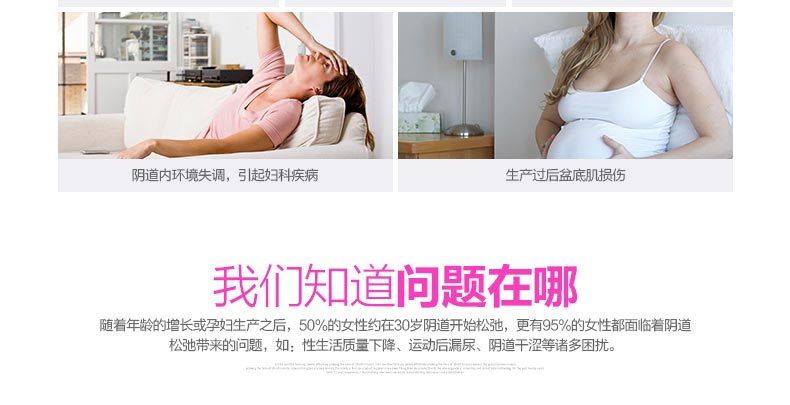 阴道内环境失调，引起妇科疾病
生产过后盆底肌损伤
我们知道问题在哪
随着年龄的增长或孕妇生产之后，50%的女性约在30岁阴道开始松弛，更有95%的女性都面临着阴道
松弛带来的问题，如：性生活质量下降、运动后漏尿、阴道干涩等诸多困扰。